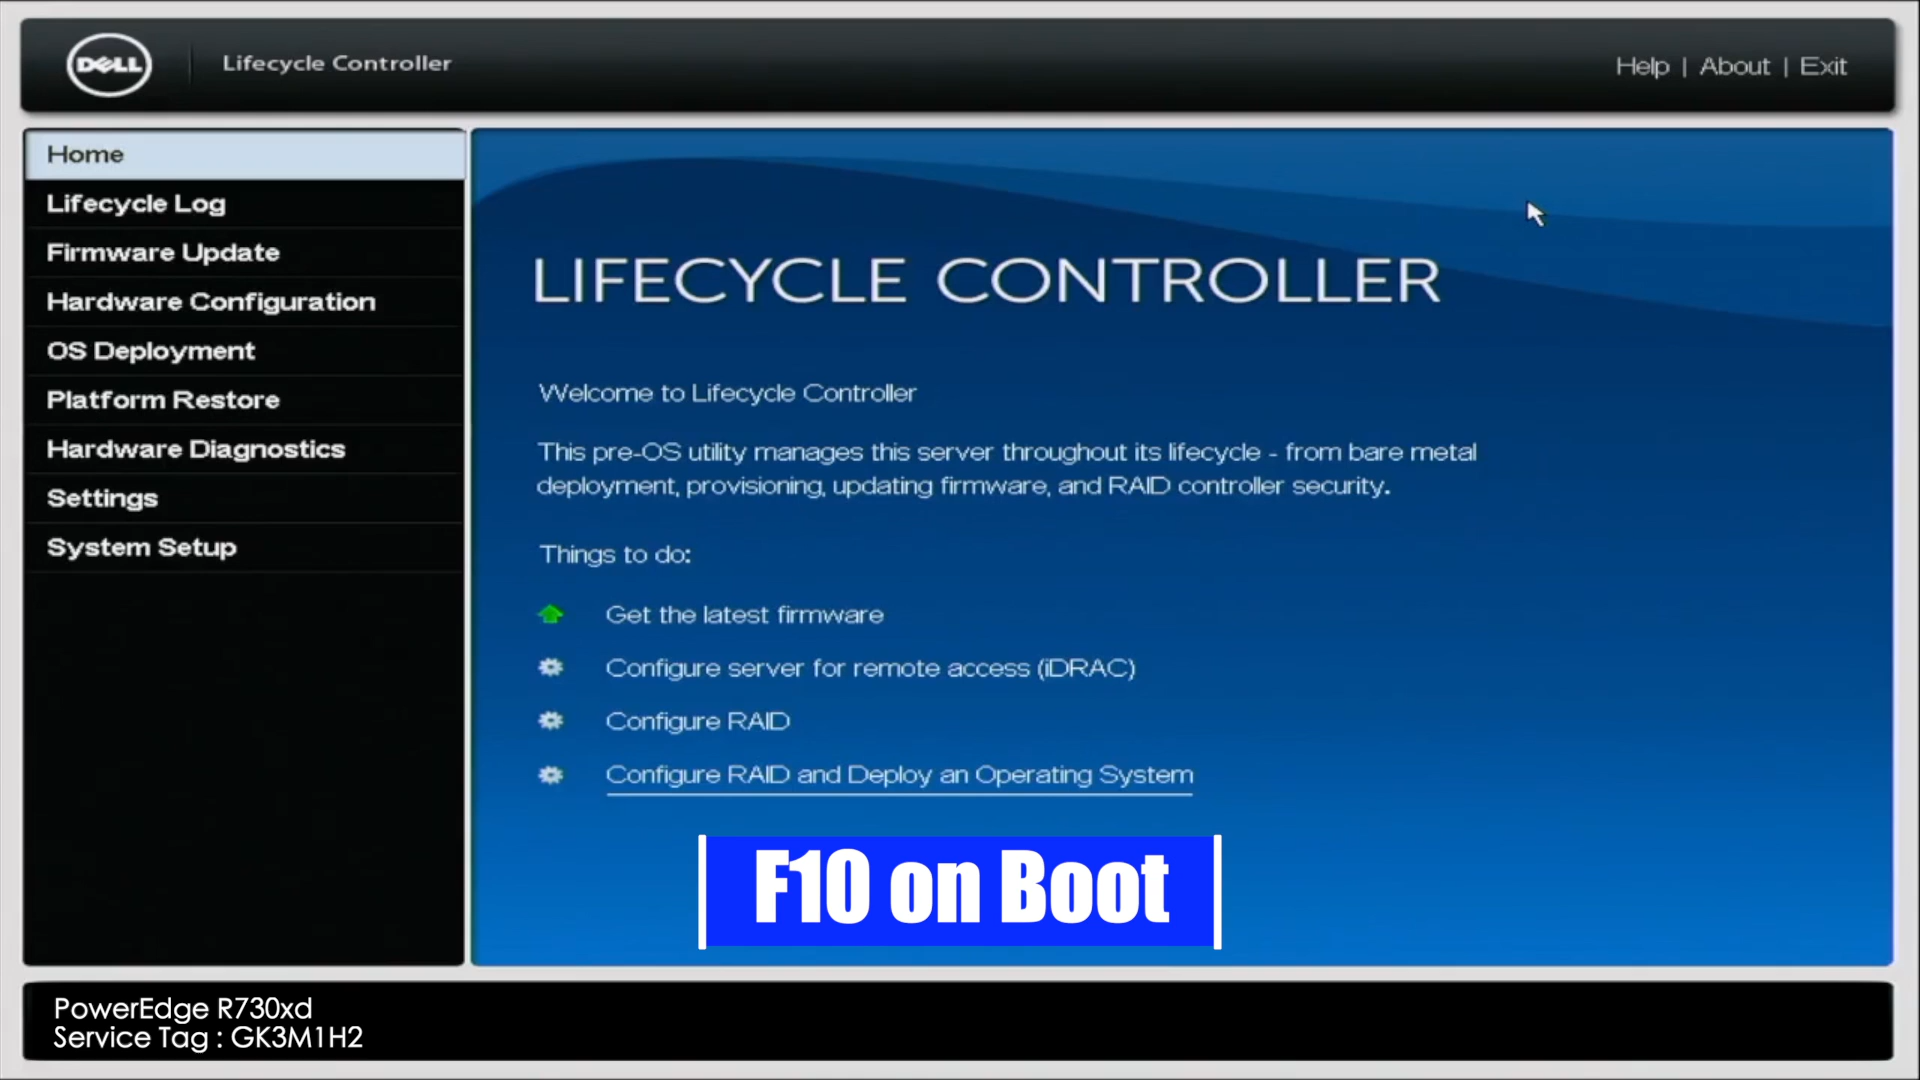 DELL
Lifecycle Controller
Help | About | Exit
Home
Lifecycle Log
Firmware Update
Hardware Configuration
OS Deployment
Platform Restore
Hardware Diagnostics
Settings
System Setup
LIFECYCLE CONTROLLER
Welcome to Lifecycle Controller
This pre-OS utility manages this server throughout its lifecycle - from bare metal
deployment, provisioning, updating firmware, and RAID controller security.
Things to do:
Get the latest firmware
Configure server for remote access (iDRAC)
Configure RAID
Configure RAID and Deploy an Operating System
F10 on Boot
PowerEdge R730xd
Service Tag : GK3M1H2